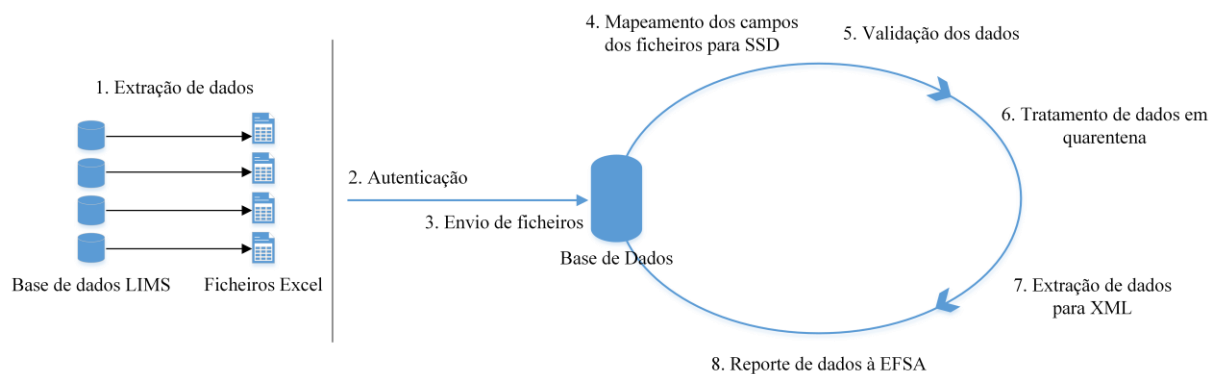 1. Extração de dados
Base de dados LIMS
Ficheiros Excel
2. Autenticação
3. Envio de ficheiros
Base de Dados
4. Mapeamento dos campos
dos ficheiros para SSD
5. Validação dos dados
6. Tratamento de dados em
quarentena
7. Extração de dados
para XML
8. Reporte de dados à EFSA